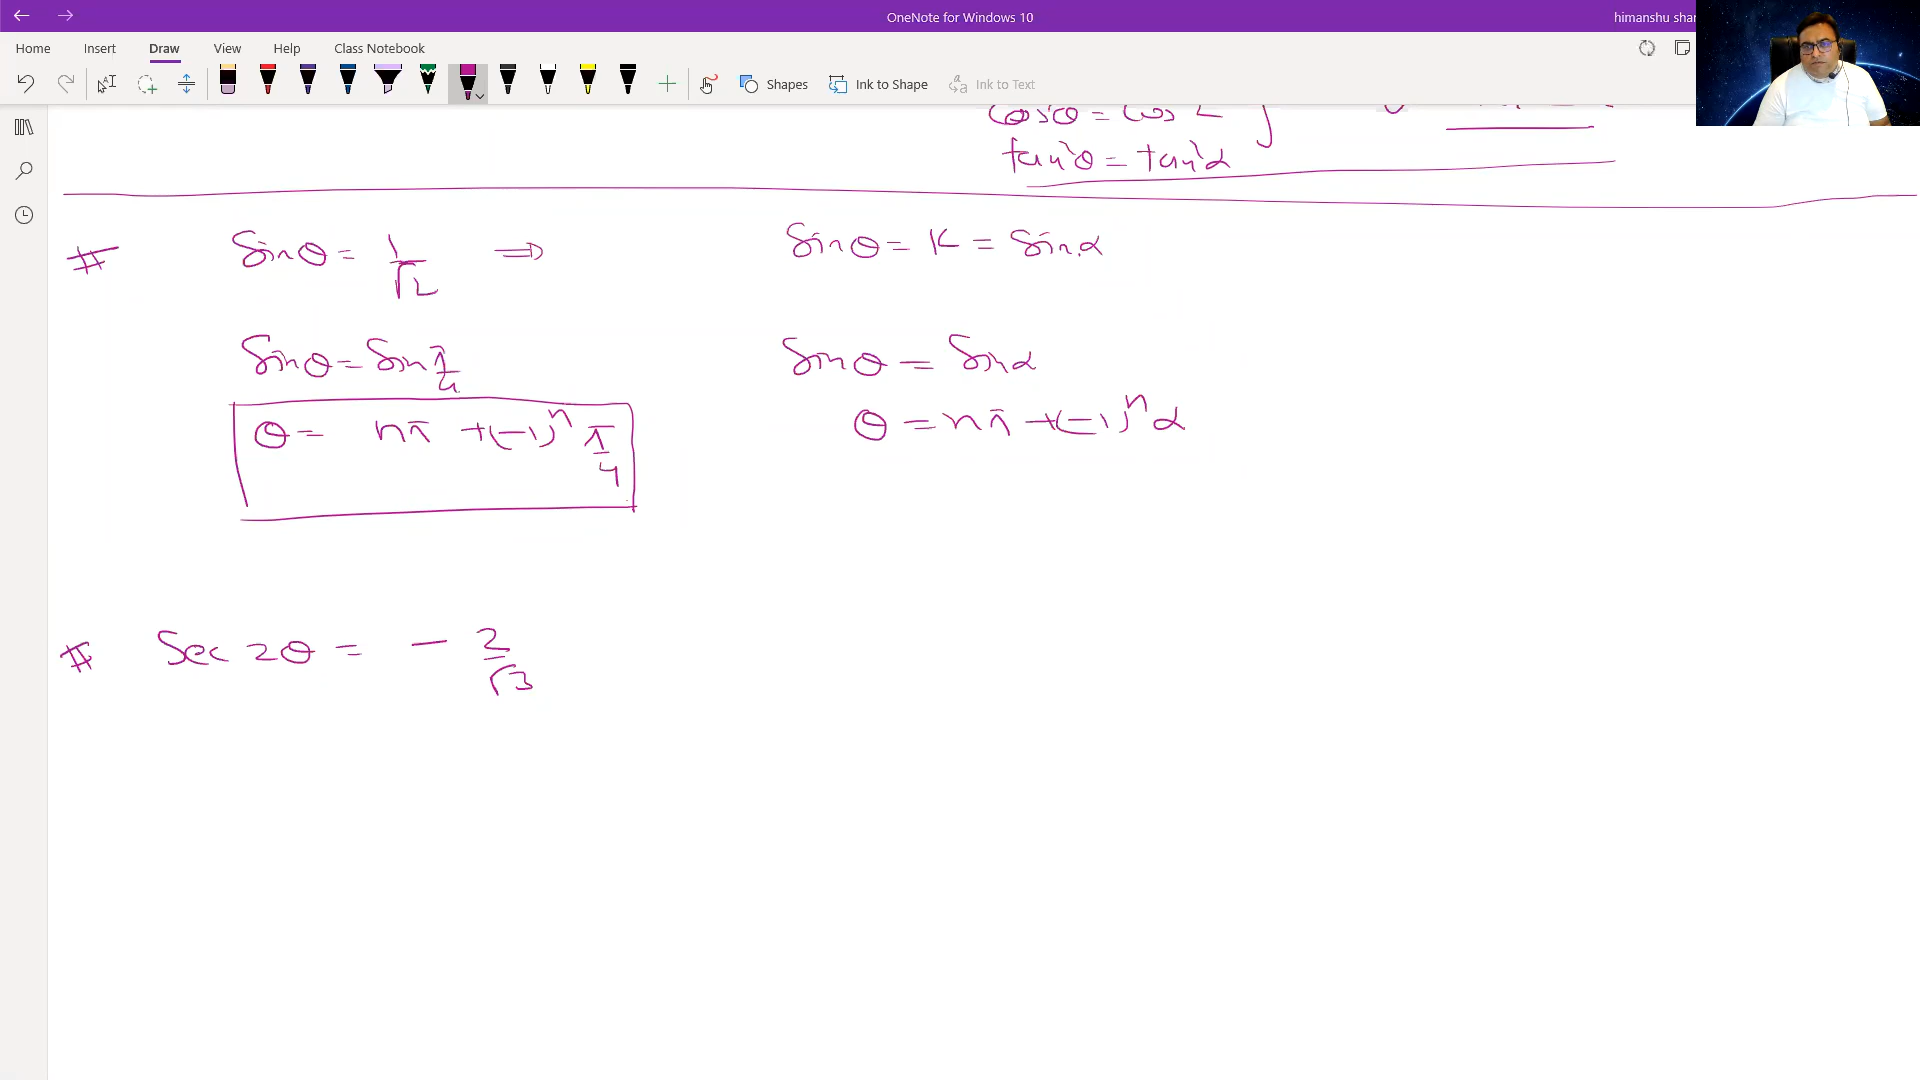 OneNote for Windows 10
himanshu shar
Home Insert Draw View Help Class Notebook
Shapes Ink to Shape Ink to Text
tan²θ = tan²α
# Sinθ = 1/√2 ⇒ Sinθ = K = Sinα
Sinθ = Sin π/4 Sinθ = Sinα
θ = nπ +(-1)ⁿ π/4 θ = nπ +(-1)ⁿ α
# Sec 2θ = - 2/√3